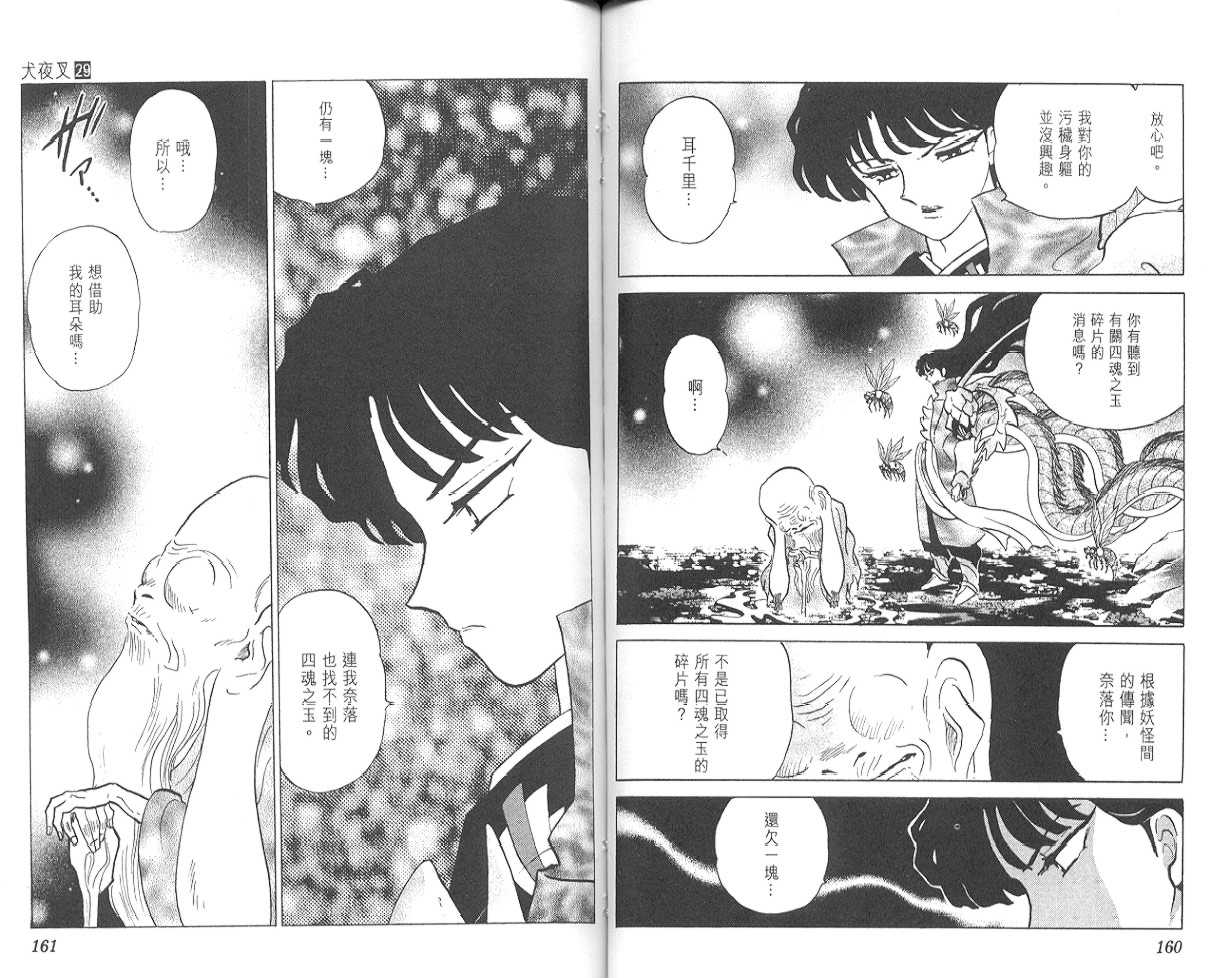 放心吧。
我對你的
污穢身軀
並沒興趣。
耳千里…
你有聽到
有關四魂之玉
碎片的
消息嗎？
啊…
根據妖怪間
的傳聞，
奈落你…
不是已取得
所有四魂之玉的
碎片嗎？
還欠一塊…
160
犬夜叉29
仍有一塊…
連我奈落
也找不到的
四魂之玉。
哦…
所以…
ザァ…
想借助
我的耳朵嗎…
161